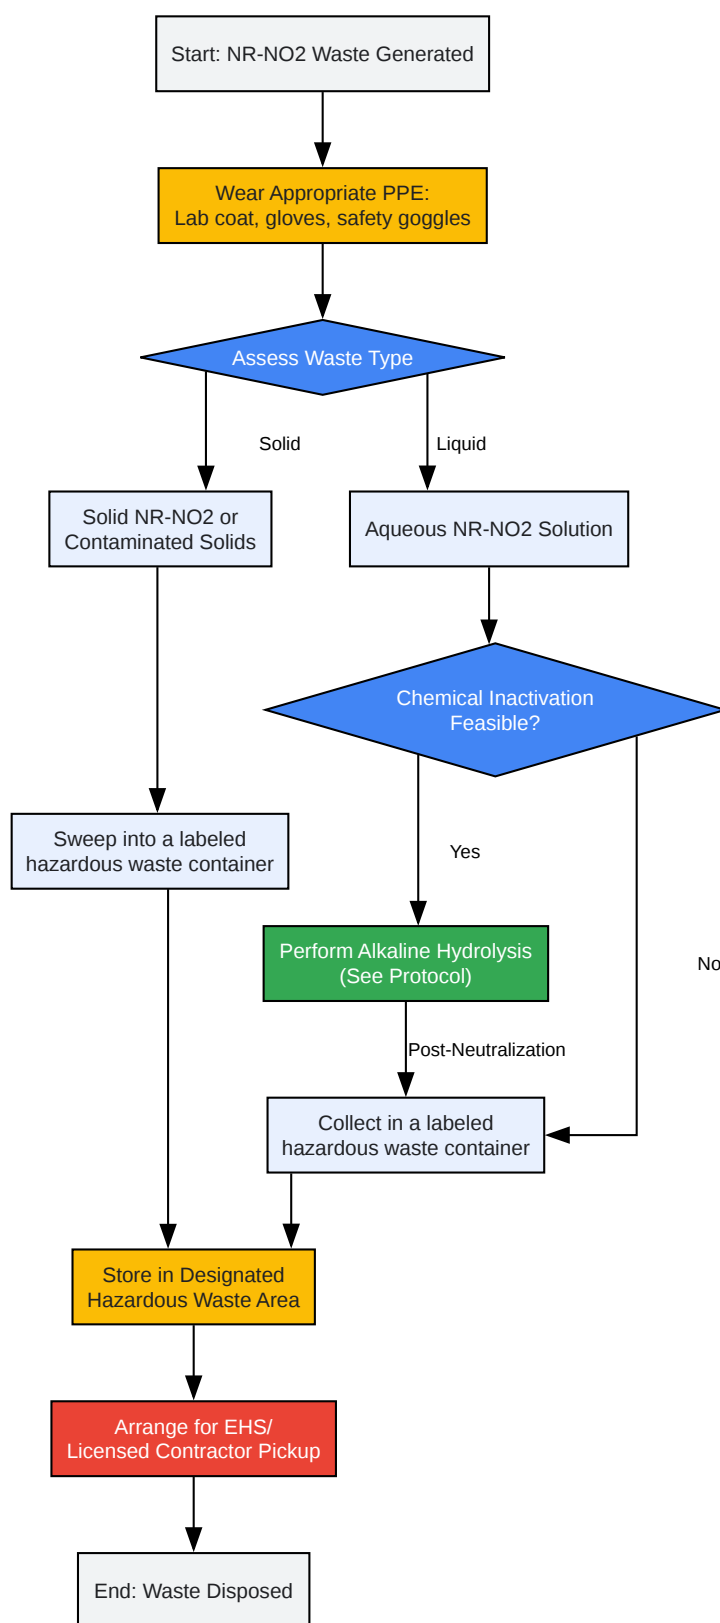 Start: NR-NO2 Waste Generated
Wear Appropriate PPE:
Lab coat, gloves, safety goggles
Assess Waste Type
Solid
Liquid
Solid NR-NO2 or
Contaminated Solids
Aqueous NR-NO2 Solution
Chemical Inactivation
Feasible?
Sweep into a labeled
hazardous waste container
Yes
Perform Alkaline Hydrolysis
(See Protocol)
No
Post-Neutralization
Collect in a labeled
hazardous waste container
Store in Designated
Hazardous Waste Area
Arrange for EHS/
Licensed Contractor Pickup
End: Waste Disposed